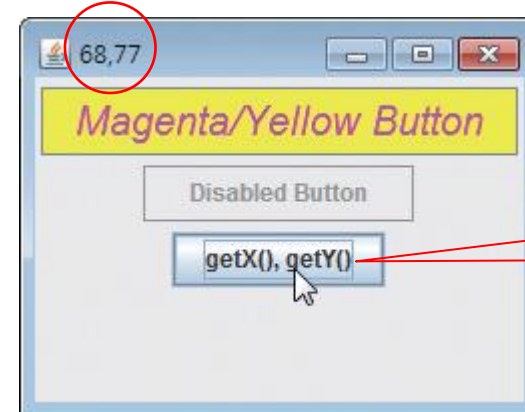 68,77
Magenta/Yellow Button
Disabled Button
getX(), getY()